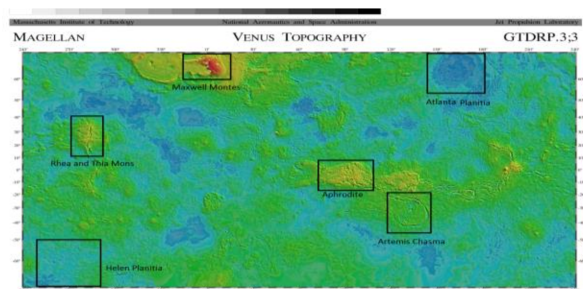 Massachusetts Institute of Technology National Aeronautics and Space Administration Jet Propulsion Laboratory
MAGELLAN VENUS TOPOGRAPHY GTDRP.3;3
Maxwell Montes
Atlanta Planitia
Rhea and Thia Mons
Aphrodite
Artemis Chasma
Helen Planitia